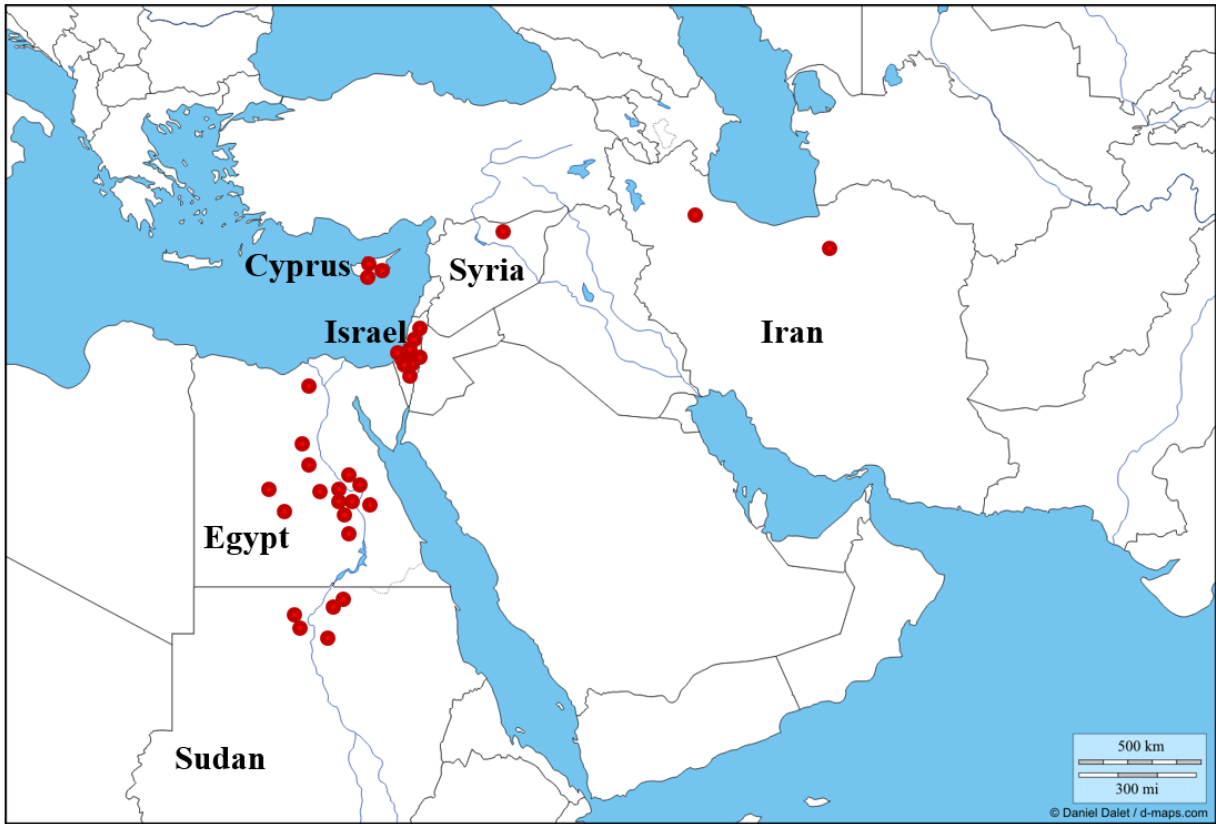 Cyprus
Syria
Israel
Iran
Egypt
Sudan
500 km
300 mi
© Daniel Dalet / d-maps.com